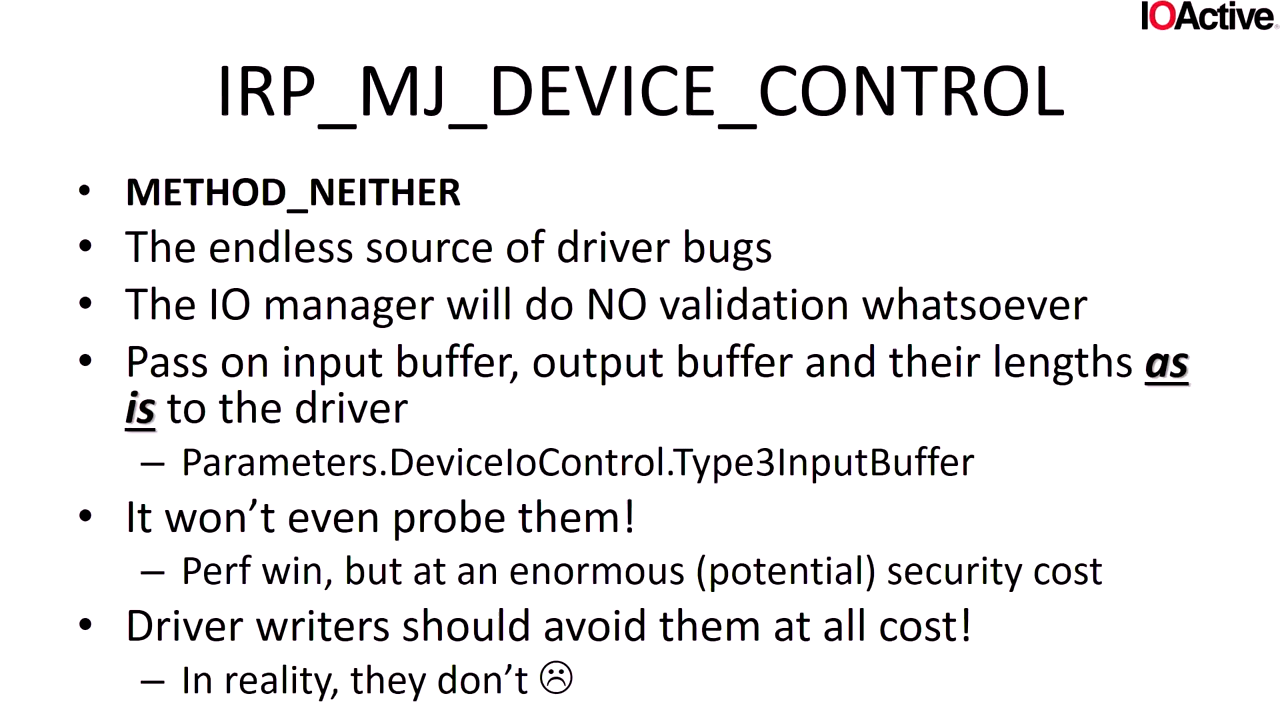 IOActive
IRP_MJ_DEVICE_CONTROL
• METHOD_NEITHER
• The endless source of driver bugs
• The IO manager will do NO validation whatsoever
• Pass on input buffer, output buffer and their lengths as
is to the driver
– Parameters.DeviceIoControl.Type3InputBuffer
• It won’t even probe them!
– Perf win, but at an enormous (potential) security cost
• Driver writers should avoid them at all cost!
– In reality, they don’t ☹